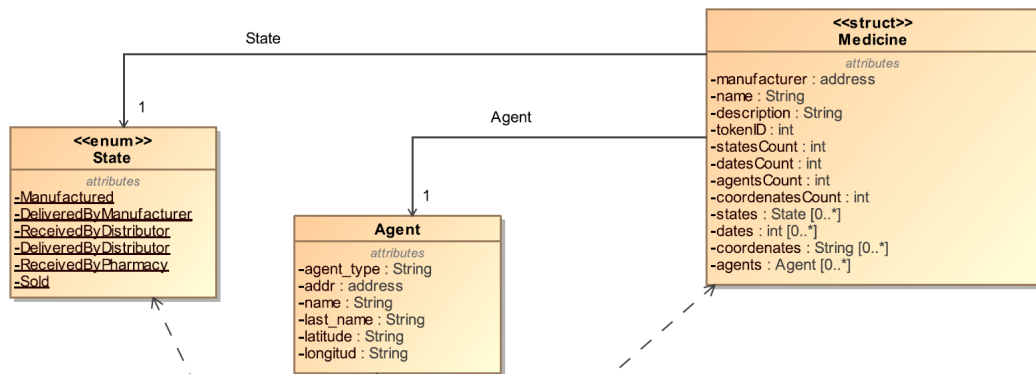 State
1
<<enum>>
State
attributes
-Manufactured
-DeliveredByManufacturer
-ReceivedByDistributor
-DeliveredByDistributor
-ReceivedByPharmacy
-Sold
Agent
1
Agent
attributes
-agent_type : String
-addr : address
-name : String
-last_name : String
-latitude : String
-longitud : String
<<struct>>
Medicine
attributes
-manufacturer : address
-name : String
-description : String
-tokenID : int
-statesCount : int
-datesCount : int
-agentsCount : int
-coordenatesCount : int
-states : State [0..*]
-dates : int [0..*]
-coordenates : String [0..*]
-agents : Agent [0..*]